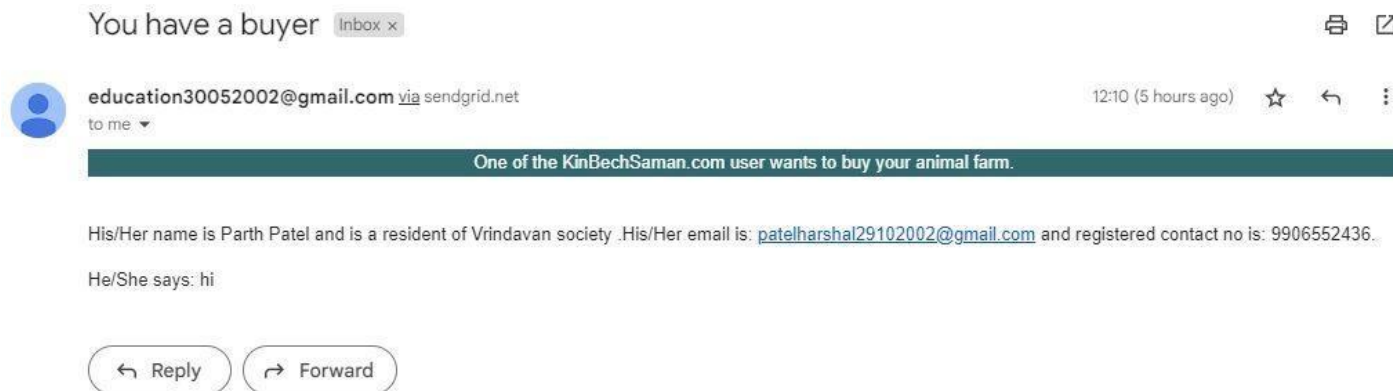 You have a buyer Inbox ×
education30052002@gmail.com via sendgrid.net 12:10 (5 hours ago)
to me
One of the KinBechSaman.com user wants to buy your animal farm.
His/Her name is Parth Patel and is a resident of Vrindavan society .His/Her email is: patelharshal29102002@gmail.com and registered contact no is: 9906552436.
He/She says: hi
Reply Forward